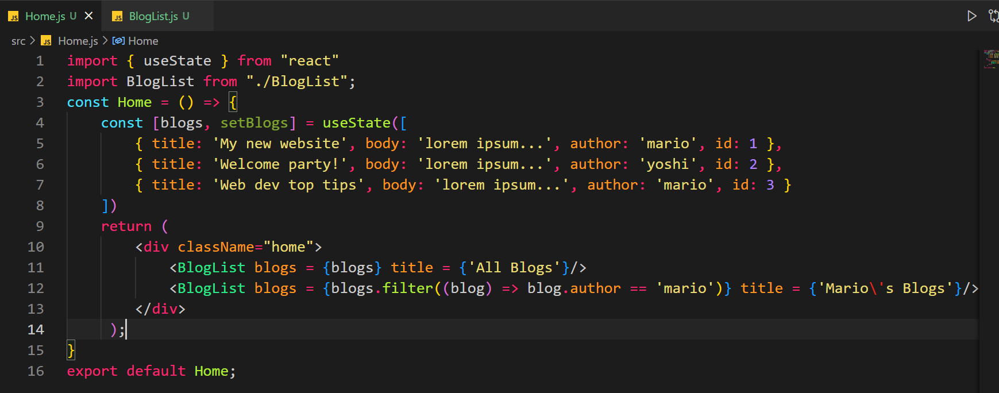 JS Home.js U × JS BlogList.js U
src > JS Home.js > Home
1 import { useState } from "react"
2 import BlogList from "./BlogList";
3 const Home = () => {
4     const [blogs, setBlogs] = useState([
5         { title: 'My new website', body: 'lorem ipsum...', author: 'mario', id: 1 },
6         { title: 'Welcome party!', body: 'lorem ipsum...', author: 'yoshi', id: 2 },
7         { title: 'Web dev top tips', body: 'lorem ipsum...', author: 'mario', id: 3 }
8     ])
9     return (
10         <div className="home">
11             <BlogList blogs = {blogs} title = {'All Blogs'}/>
12             <BlogList blogs = {blogs.filter((blog) => blog.author == 'mario')} title = {'Mario\'s Blogs'}/>
13         </div>
14      );
15 }
16 export default Home;